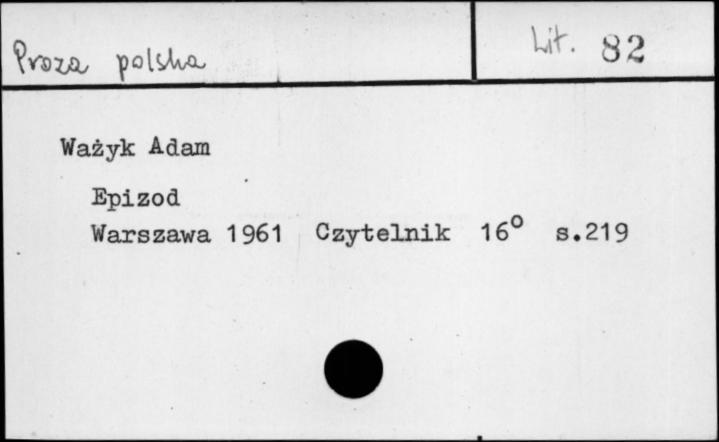 Proza polska
Lit. 82
Ważyk Adam
Epizod
Warszawa 1961 Czytelnik 16° s.219